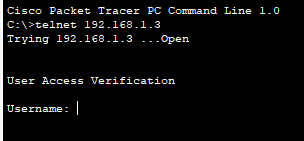 Cisco Packet Tracer PC Command Line 1.0
C:\>telnet 192.168.1.3
Trying 192.168.1.3 ...Open
User Access Verification
Username: